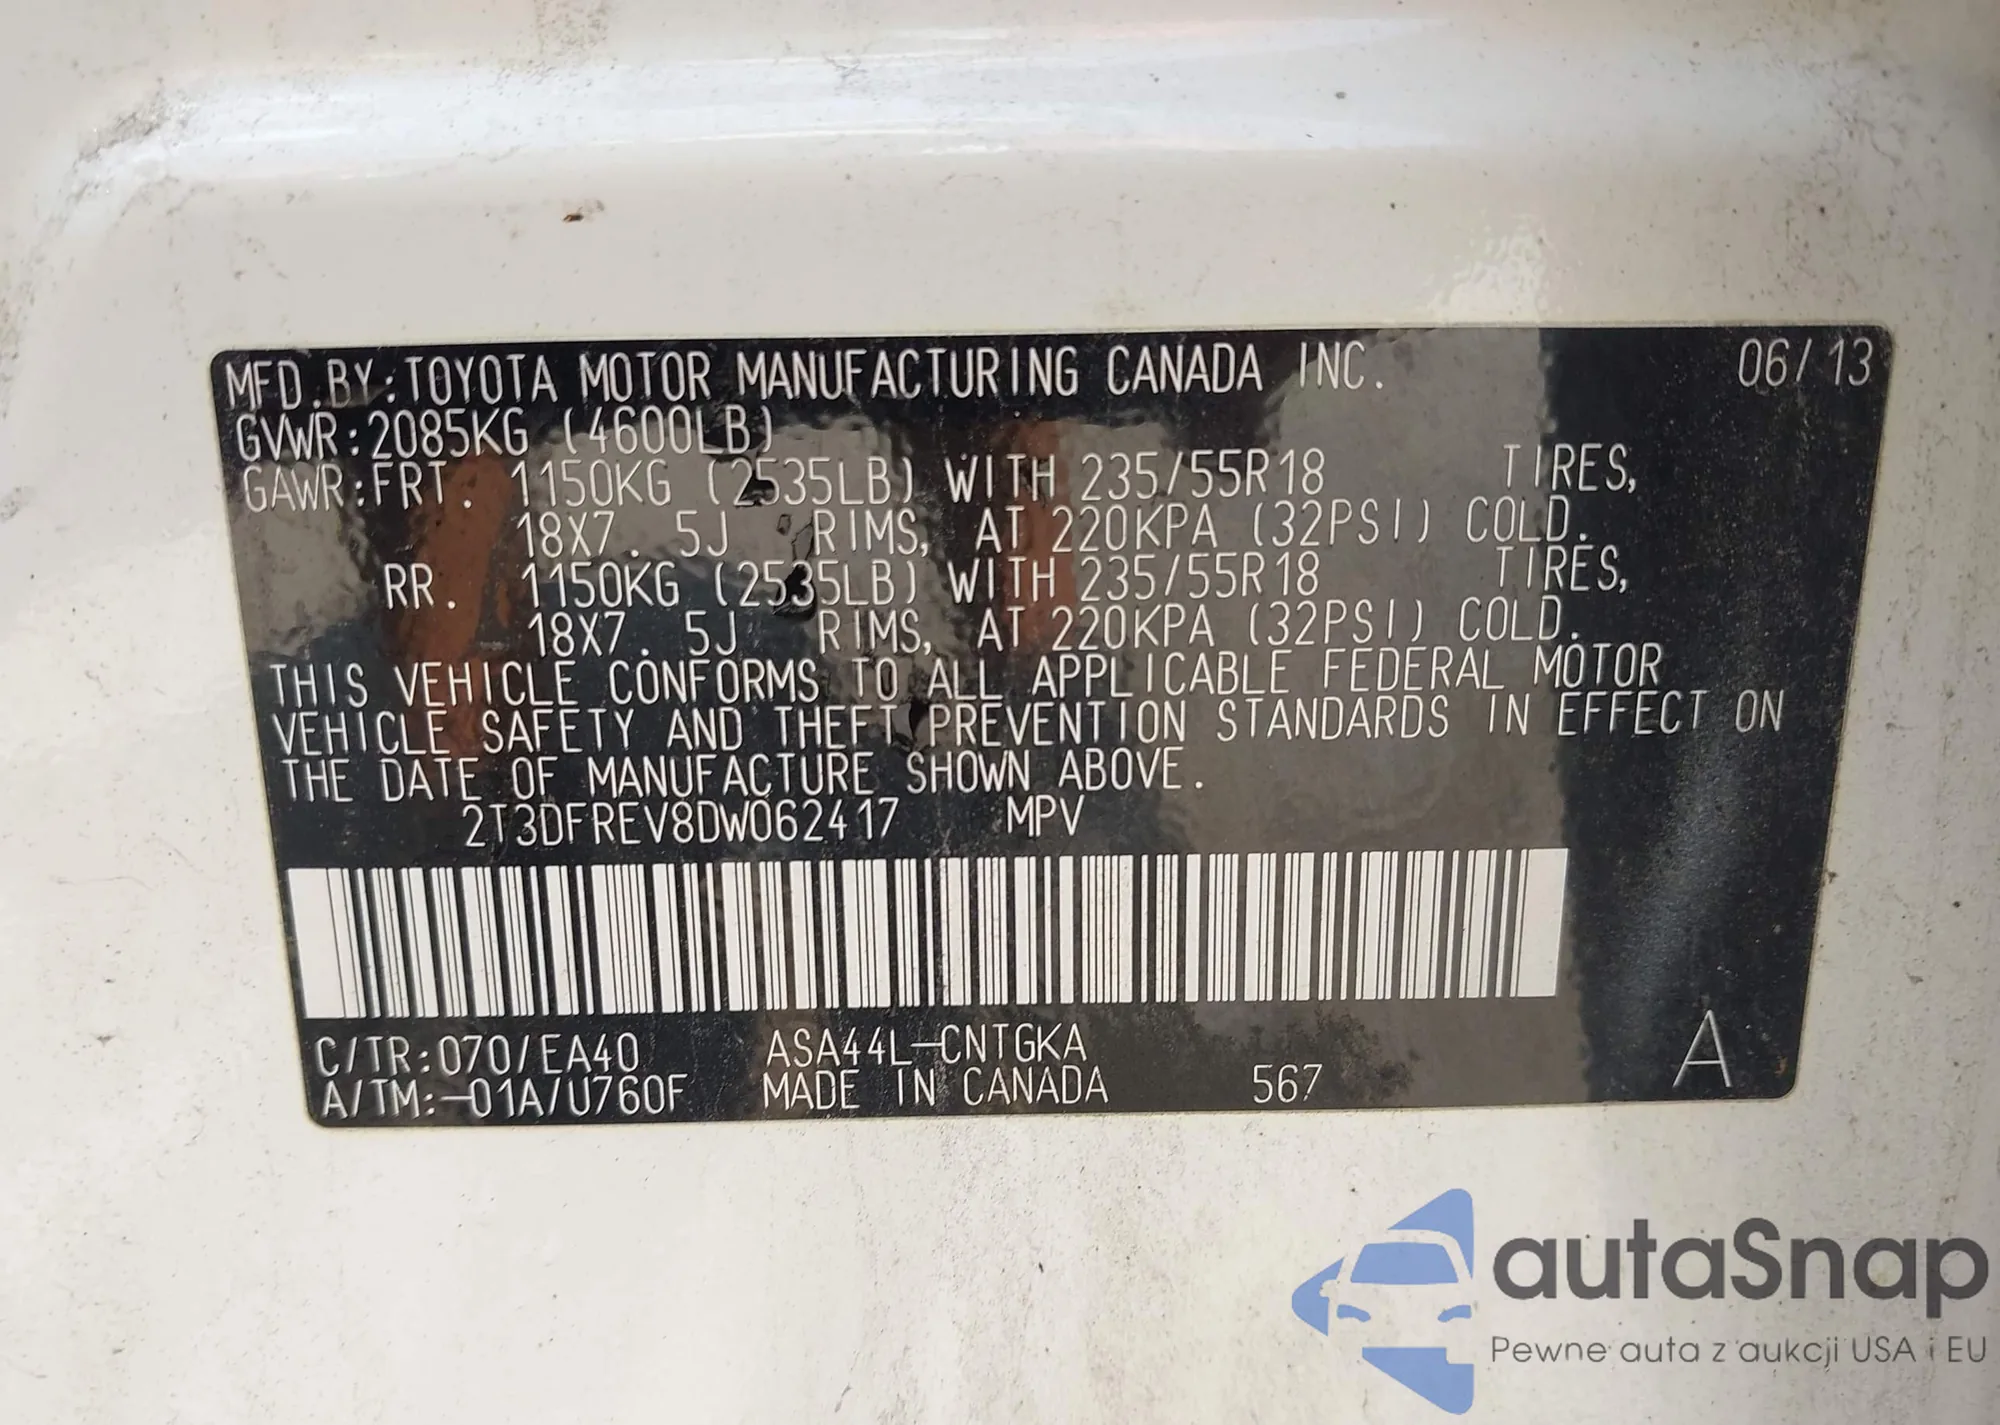 MFD.BY:TOYOTA MOTOR MANUFACTURING CANADA INC. 06/13
GVWR:2085KG (4600LB)
GAWR:FRT. 1150KG (2535LB) WITH 235/55R18 TIRES,
18X7.5J RIMS, AT 220KPA (32PSI) COLD.
RR. 1150KG (2535LB) WITH 235/55R18 TIRES,
18X7.5J RIMS, AT 220KPA (32PSI) COLD.
THIS VEHICLE CONFORMS TO ALL APPLICABLE FEDERAL MOTOR
VEHICLE SAFETY AND THEFT PREVENTION STANDARDS IN EFFECT ON
THE DATE OF MANUFACTURE SHOWN ABOVE.
2T3DFREV8DW062417 MPV
C/TR:070/EA40 ASA44L-CNTGKA
A/TM:-01A/U760F MADE IN CANADA 567 A
autaSnap
Pewne auta z aukcji USA i EU